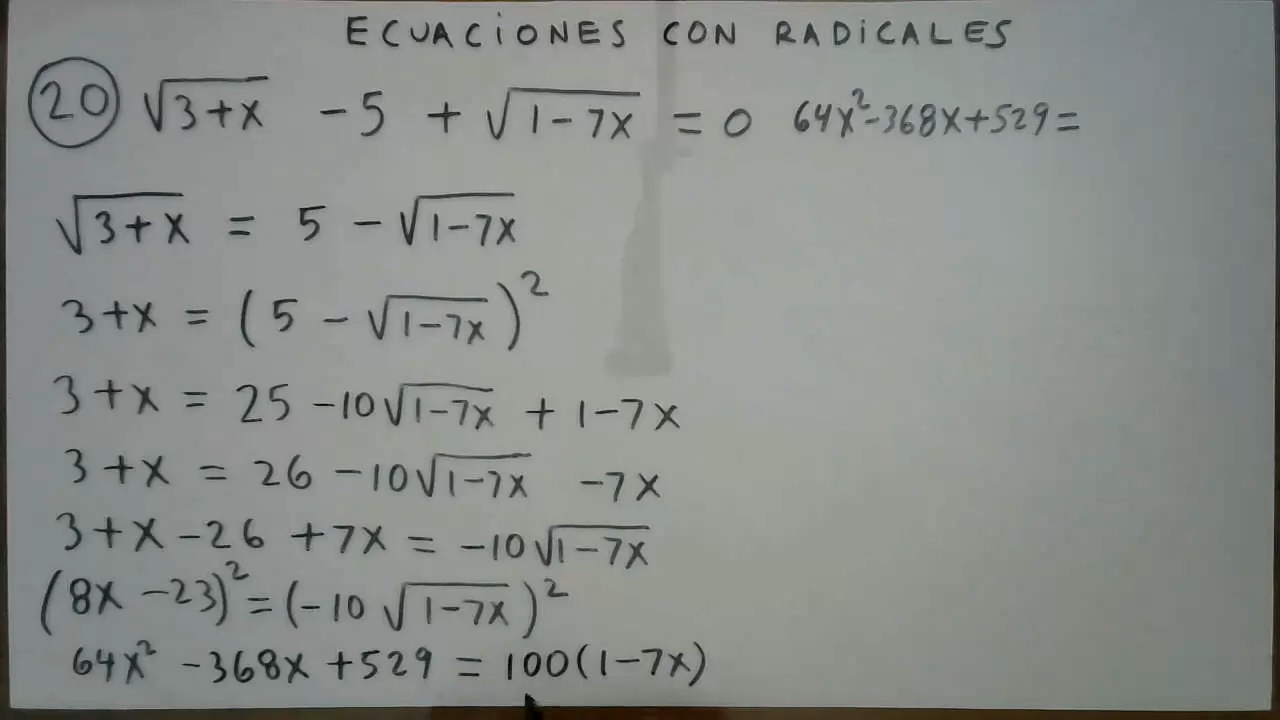 ECUACIONES CON RADICALES
20 √(3+x) - 5 + √(1-7x) = 0
64x² - 368x + 529 =
√(3+x) = 5 - √(1-7x)
3+x = (5 - √(1-7x))²
3+x = 25 - 10√(1-7x) + 1 - 7x
3+x = 26 - 10√(1-7x) - 7x
3+x - 26 + 7x = -10√(1-7x)
(8x - 23)² = (-10√(1-7x))²
64x² - 368x + 529 = 100(1-7x)